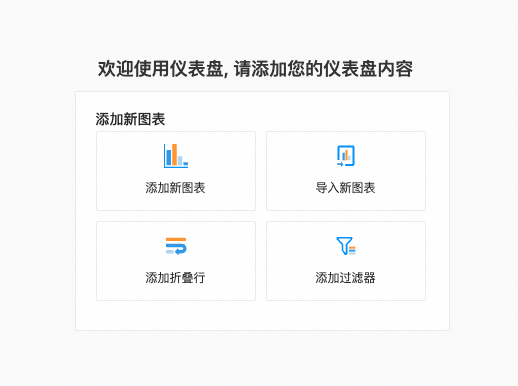 欢迎使用仪表盘, 请添加您的仪表盘内容
添加新图表
添加新图表
导入新图表
添加折叠行
添加过滤器